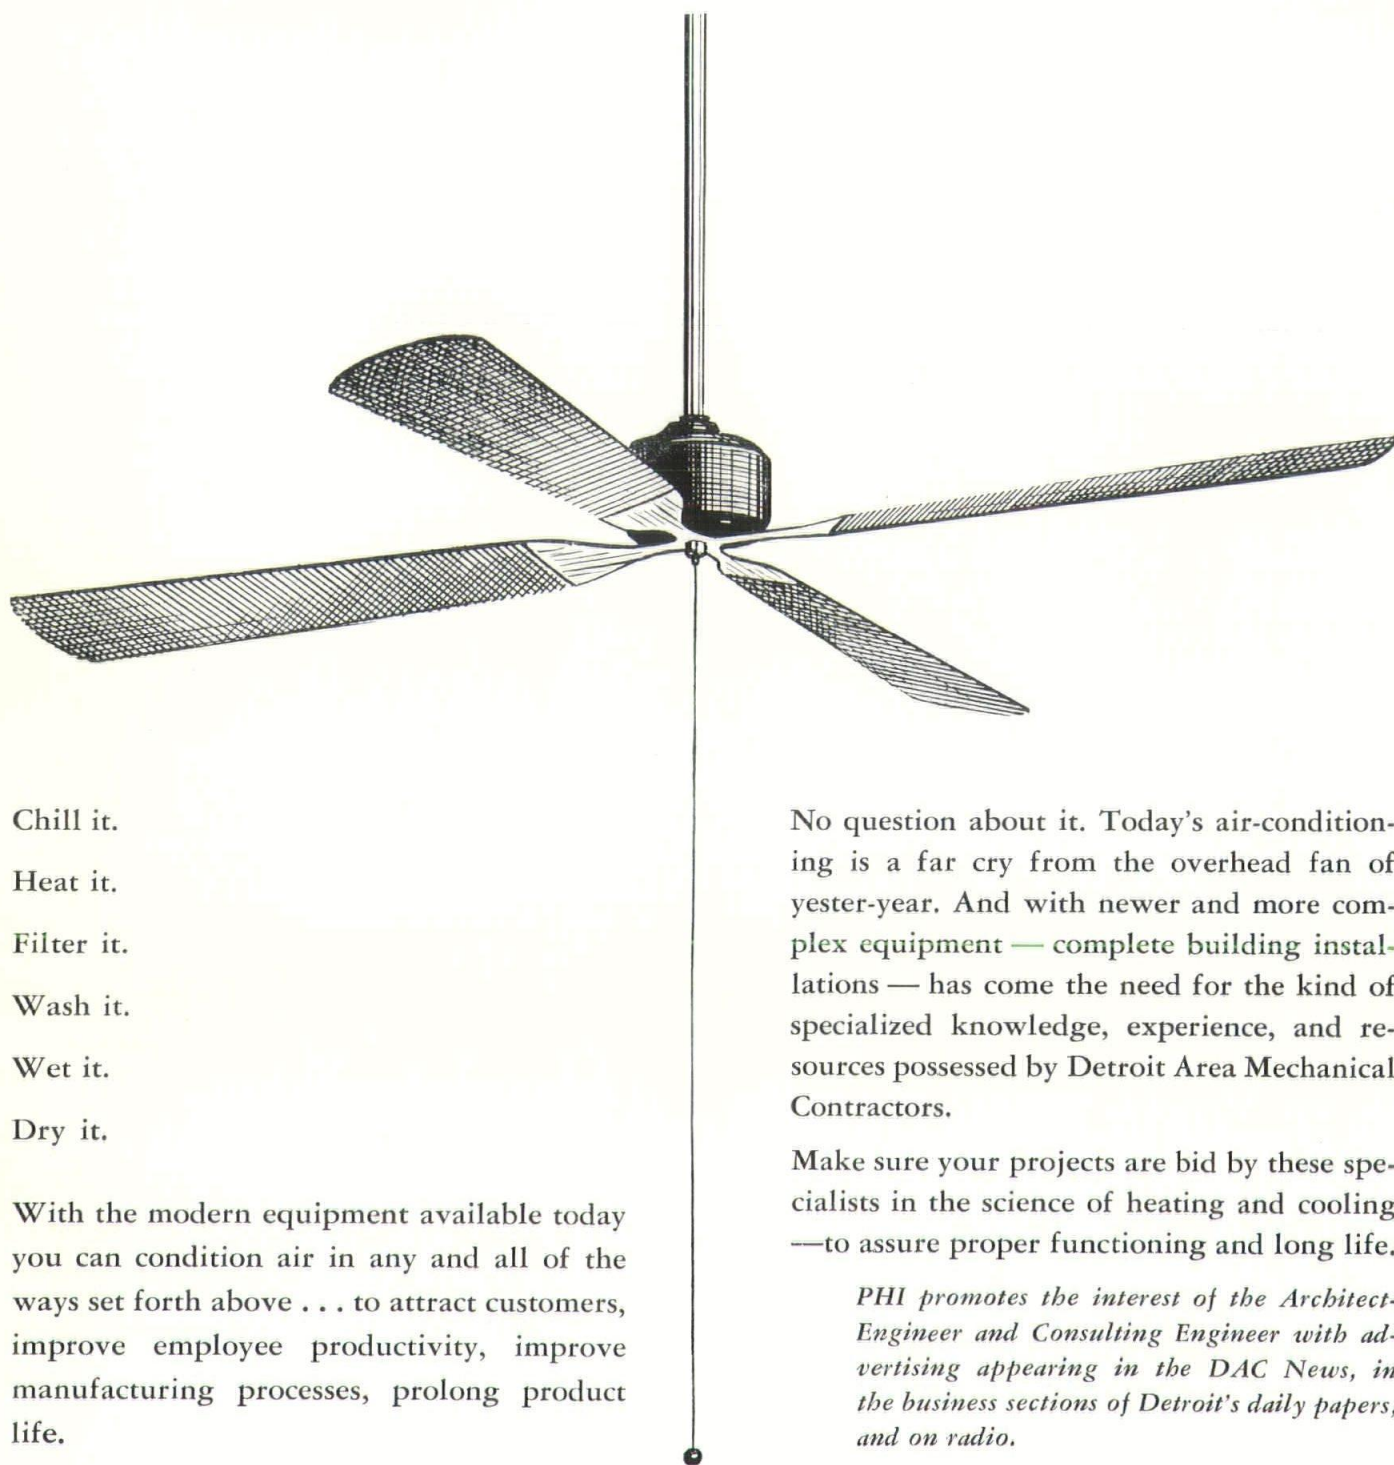 Chill it.
Heat it.
Filter it.
Wash it.
Wet it.
Dry it.
With the modern equipment available today
you can condition air in any and all of the
ways set forth above . . . to attract customers,
improve employee productivity, improve
manufacturing processes, prolong product
life.
No question about it. Today's air-condition-
ing is a far cry from the overhead fan of
yester-year. And with newer and more com-
plex equipment — complete building instal-
lations — has come the need for the kind of
specialized knowledge, experience, and re-
sources possessed by Detroit Area Mechanical
Contractors.
Make sure your projects are bid by these spe-
cialists in the science of heating and cooling
—to assure proper functioning and long life.
PHI promotes the interest of the Architect-
Engineer and Consulting Engineer with ad-
vertising appearing in the DAC News, in
the business sections of Detroit's daily papers,
and on radio.